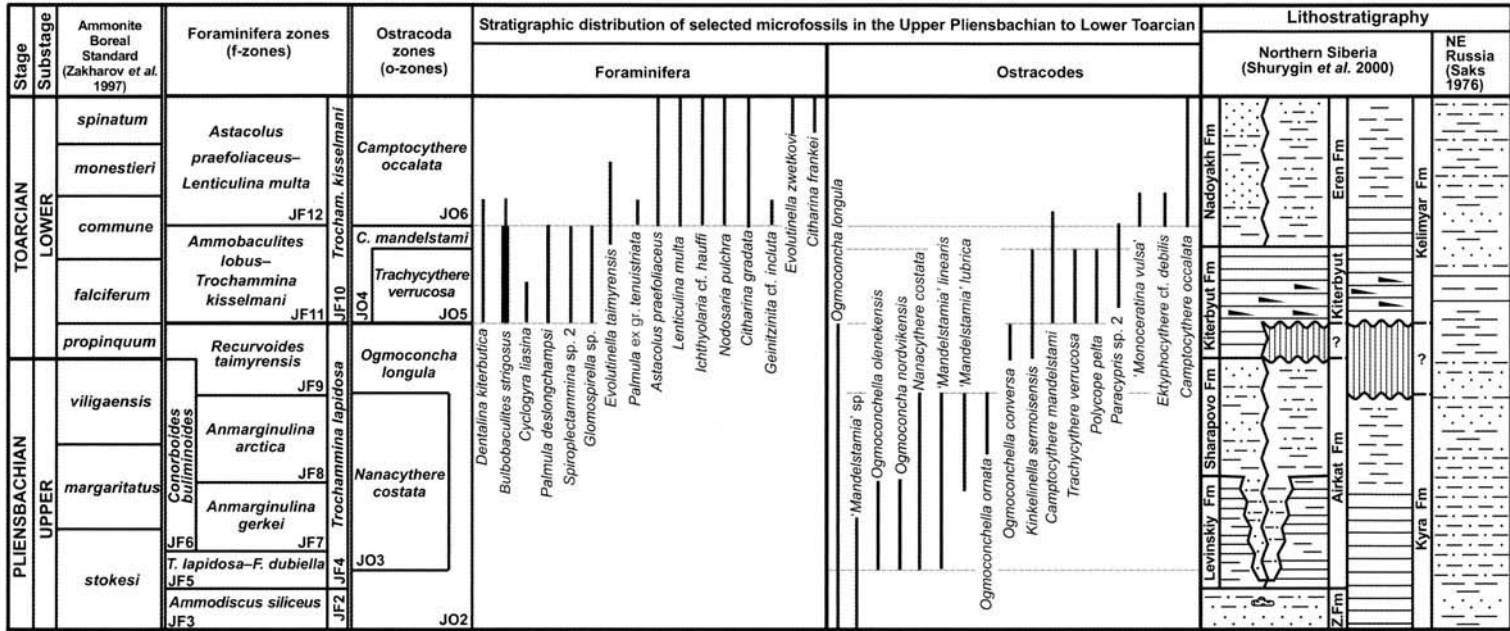 Stage
Substage
Ammonite
Boreal
Standard
(Zakharov et al.
1997)
Foraminifera zones
(f-zones)
Ostracoda
zones
(o-zones)
Stratigraphic distribution of selected microfossils in the Upper Pliensbachian to Lower Toarcian
Foraminifera
Ostracodes
Lithostratigraphy
Northern Siberia
(Shurygin et al. 2000)
NE
Russia
(Saks
1976)
TOARCIAN
PLIENSBACHIAN
LOWER
UPPER
spinatum
monestieri
commune
falciferum
propinquum
viligaensis
margaritatus
stokesi
Astacolus
praefoliaceus–
Lenticulina multa
JF12
Ammobaculites
lobus–
Trochammina
kisselmani
JF11
Recurvoides
taimyrensis
JF9
Conorboides
buliminoides
JF6
Anmarginulina
arctica
JF8
Anmarginulina
gerkei
JF7
T. lapidosa–F. dubiella
JF5
Ammodiscus siliceus
JF3
Trocham. kisselmani
JF10
Trochammina lapidosa
JF4
JF2
Camptocythere
occalata
JO6
C. mandelstami
JO4
Trachycythere
verrucosa
JO5
Ogmoconcha
longula
Nanacythere
costata
JO3
JO2
Dentalina kiterbutica
Bulbobaculites strigosus
Cyclogyra liasina
Palmula deslongchampsi
Spiroplectammina sp. 2
Glomospirella sp.
Evolutinella taimyrensis
Palmula ex gr. tenuistriata
Astacolus praefoliaceus
Lenticulina multa
Ichthyolaria cf. hauffi
Nodosaria pulchra
Citharina gradata
Geinitzinita cf. incluta
Evolutinella zwetkovi
Citharina frankei
Ogmoconcha longula
'Mandelstamia' sp.
Ogmoconchella olenekensis
Ogmoconcha nordvikensis
Nanacythere costata
'Mandelstamia' linearis
'Mandelstamia' lubrica
Ogmoconchella ornata
Ogmoconchella conversa
Kinkelinella sermoisensis
Camptocythere mandelstami
Trachycythere verrucosa
Polycope pelta
Paracypris sp. 2
'Monoceratina vulsa'
Ektyphocythere cf. debilis
Camptocythere occalata
Nadoyakh Fm
Kiterbyut Fm
Sharapovo Fm
Levinskiy Fm
Eren Fm
Kiterbyut
?
Airkat Fm
Z.Fm
Kelimyar Fm
?
Kyra Fm